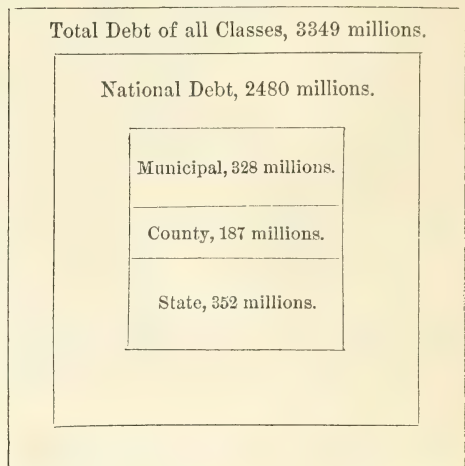 Total Debt of all Classes, 3349 millions.
National Debt, 2480 millions.
Municipal, 328 millions.
County, 187 millions.
State, 352 millions.